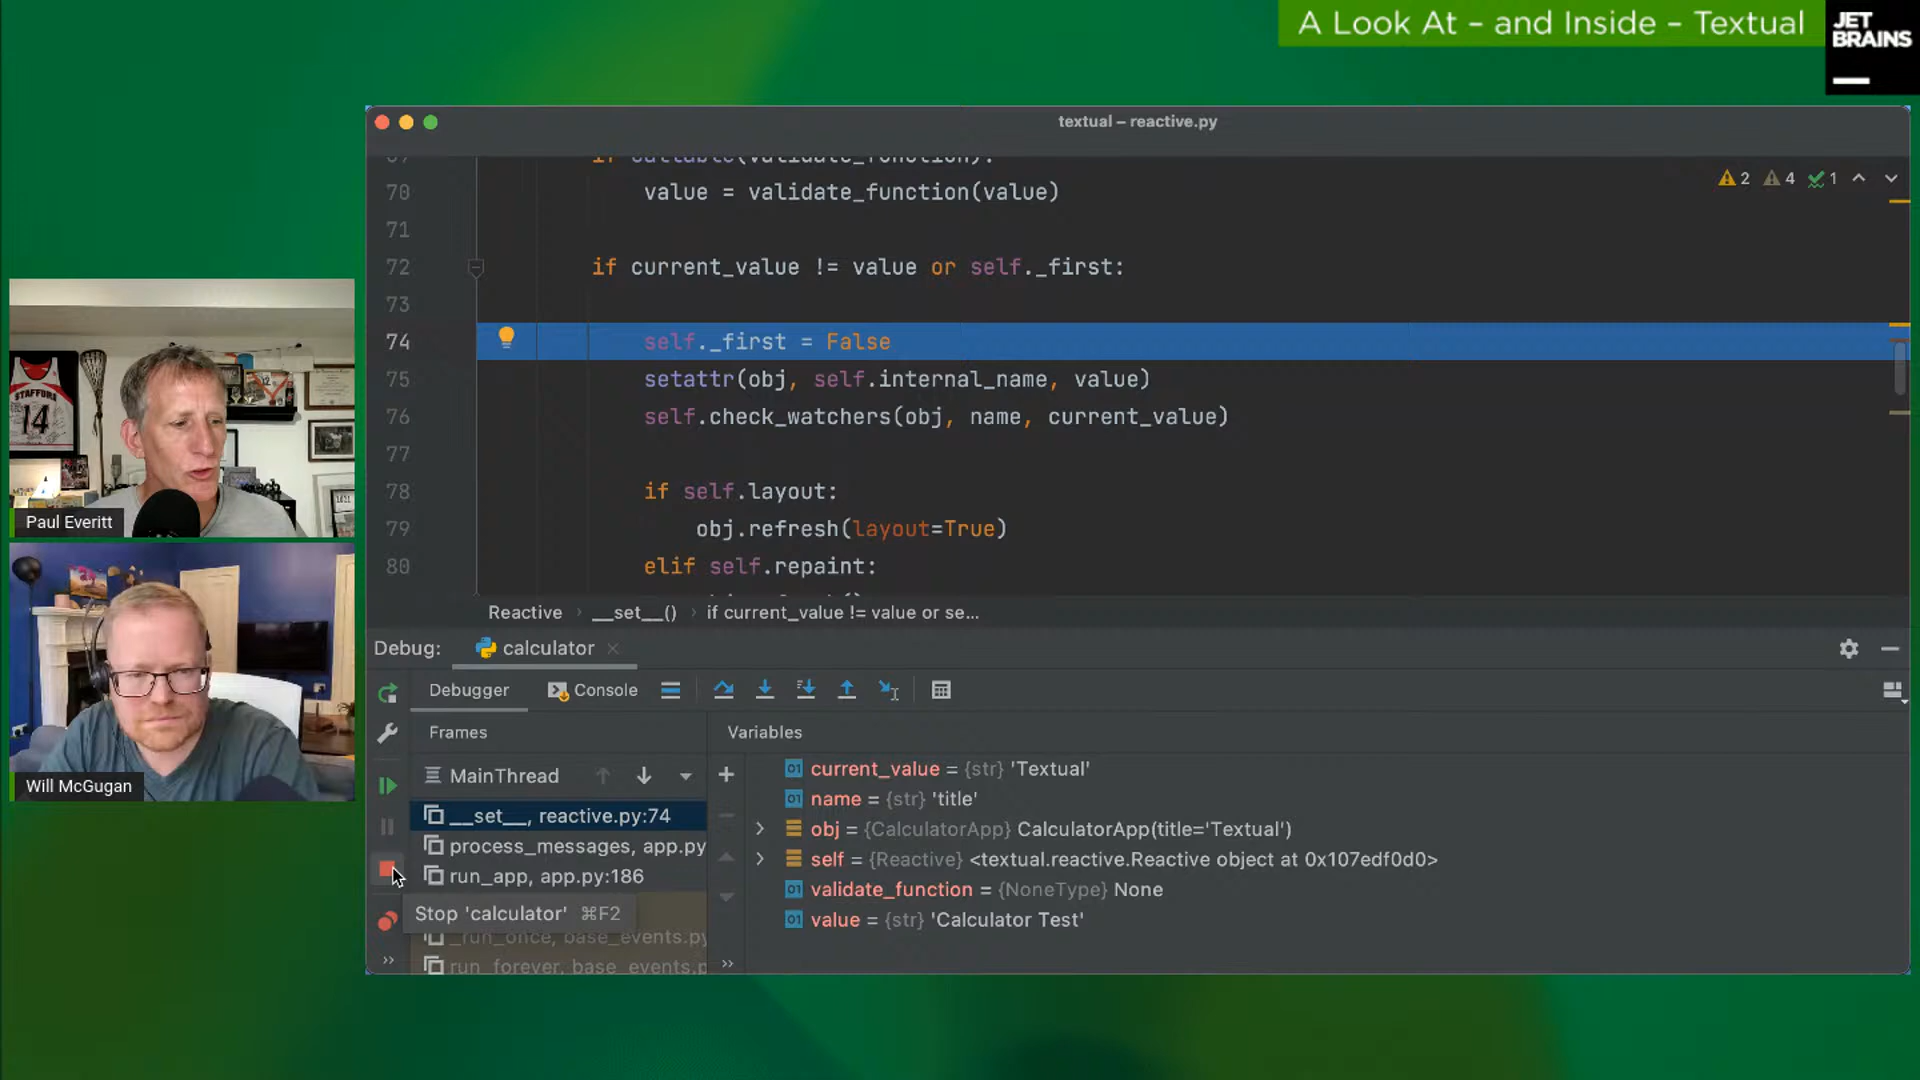 A Look At – and Inside – Textual
JET
BRAINS
textual – reactive.py
70 value = validate_function(value)
71
72 if current_value != value or self._first:
73
74 self._first = False
75 setattr(obj, self.internal_name, value)
76 self.check_watchers(obj, name, current_value)
77
78 if self.layout:
79 obj.refresh(layout=True)
80 elif self.repaint:
2 4 1
Reactive › __set__() › if current_value != value or se...
Debug: calculator
Debugger Console
Frames Variables
MainThread
__set__, reactive.py:74
process_messages, app.py
run_app, app.py:186
Stop 'calculator' ⌘F2
_run_once, base_events.py
run_forever, base_events.p
current_value = {str} 'Textual'
name = {str} 'title'
obj = {CalculatorApp} CalculatorApp(title='Textual')
self = {Reactive} <textual.reactive.Reactive object at 0x107edf0d0>
validate_function = {NoneType} None
value = {str} 'Calculator Test'
STAFFORD
14
Paul Everitt
Will McGugan